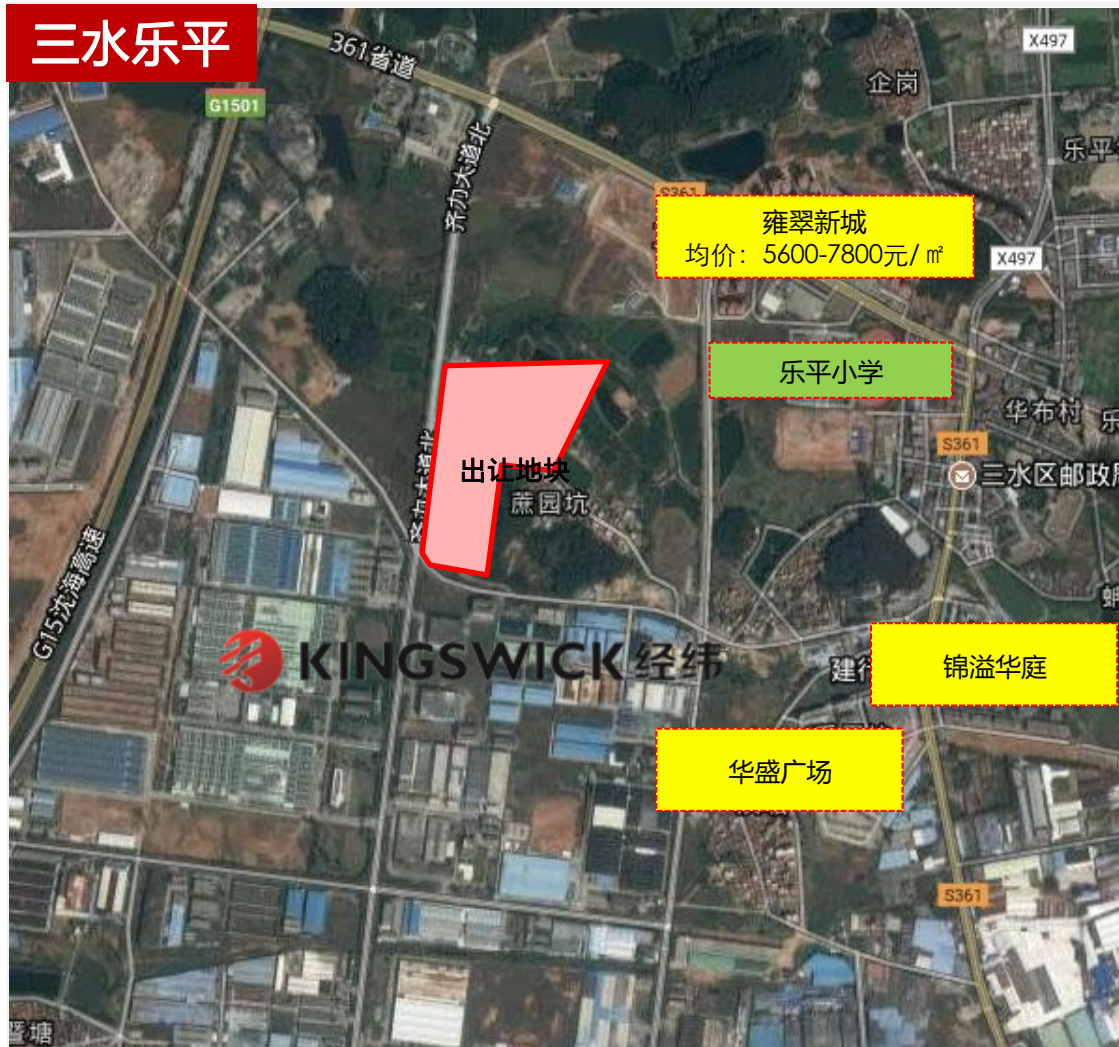 三水乐平
361省道
X497
企岗
G1501
齐力大道北
乐平
S361
雍翠新城
均价：5600-7800元/㎡
X497
乐平小学
华布村
乐
S361
出让地块
三水区邮政局
蔗园坑
齐力大道北
G15沈海高速
KINGSWICK 经纬
建行
锦溢华庭
华盛广场
S361